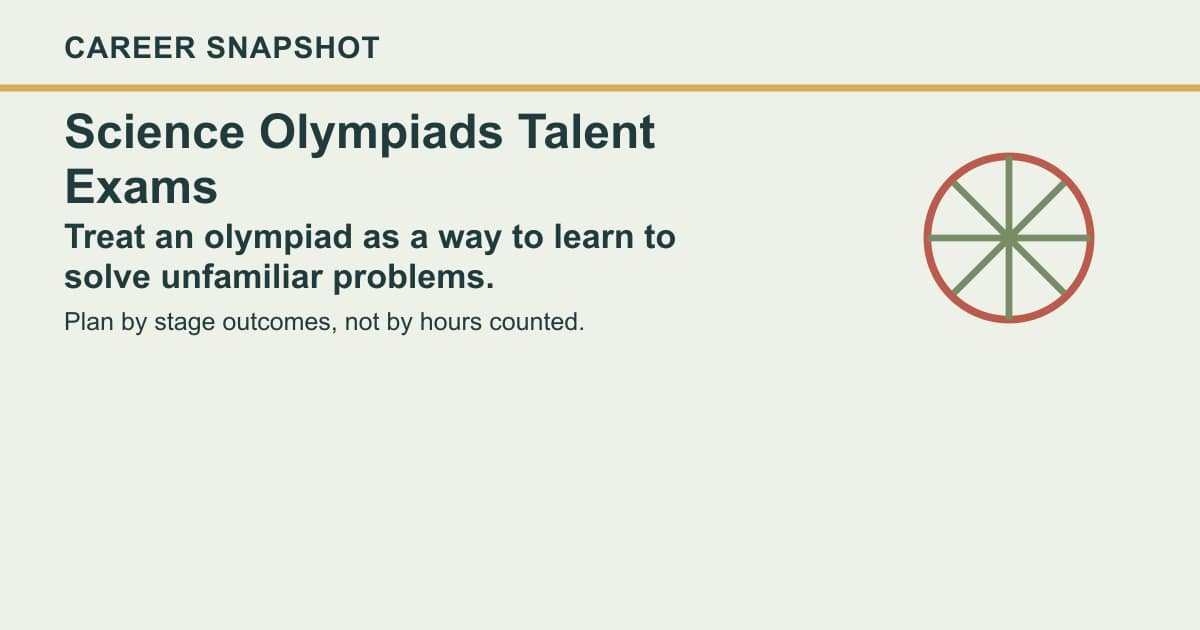 CAREER SNAPSHOT
Science Olympiads Talent
Exams
Treat an olympiad as a way to learn to
solve unfamiliar problems.
Plan by stage outcomes, not by hours counted.